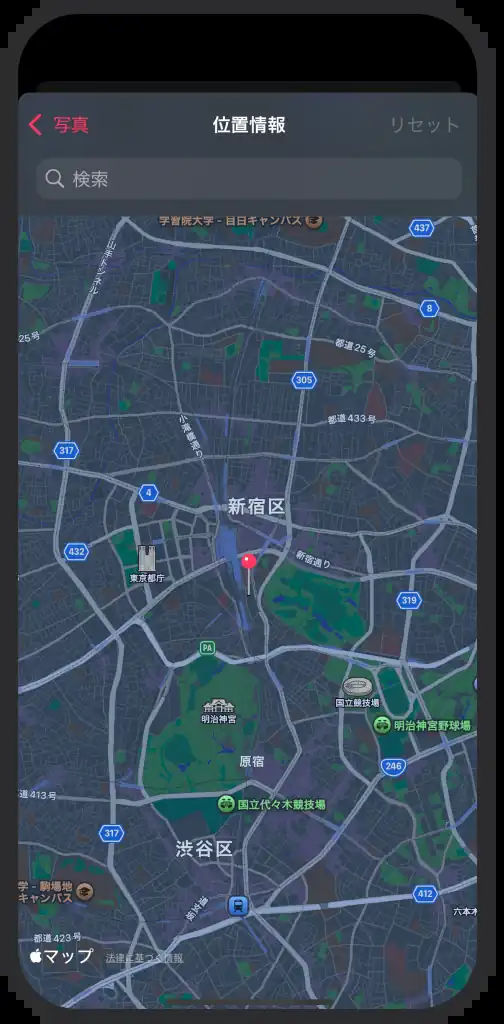 写真
位置情報
リセット
検索
学習院大学 - 目白キャンパス
437
山手トンネル
8
25号
都道25号
305
都道433号
小滝橋通り
317
4
新宿区
432
新宿通り
東京都庁
319
PA
国立競技場
明治神宮
明治神宮野球場
原宿
246
道413号
国立代々木競技場
317
渋谷区
学 - 駒場地
キャンパス
412
道玄坂
六本木
都道423号
マップ
法律に基づく情報